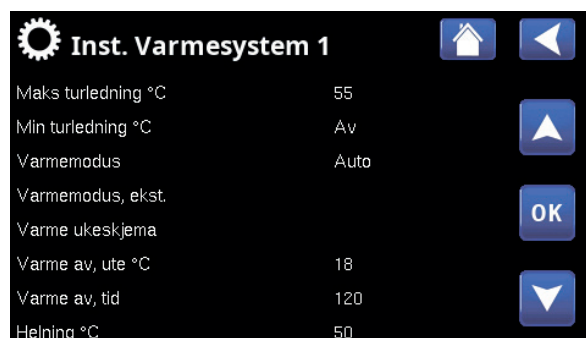 Inst. Varmesystem 1
Maks turledning °C 55
Min turledning °C Av
Varmemodus Auto
Varmemodus, ekst.
OK
Varme ukeskjema
Varme av, ute °C 18
Varme av, tid 120
Helning °C 50